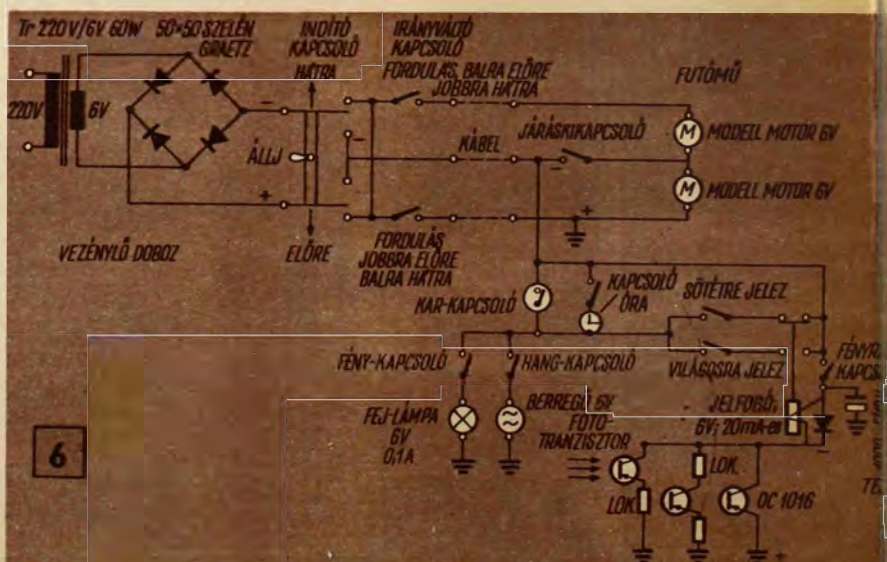 Tr 220 V/6V 60W
50×50 SZELÉN
GRAETZ
INDÍTÓ
KAPCSOLÓ
HÁTRA
IRÁNYVÁLTÓ
KAPCSOLÓ
FORDULÁS, BALRA ELŐRE
JOBBRA HÁTRA
FUTÓMŰ
220V
6V
−
ÁLLJ
−
KÁBEL
JÁRÁSKIKAPCSOLÓ
−
M MODELL MOTOR 6V
M MODELL MOTOR 6V
+
+
VEZÉNYLŐ DOBOZ
ELŐRE
FORDULÁS
JOBBRA ELŐRE
BALRA HÁTRA
KAR-KAPCSOLÓ
KAPCSOLÓ
ÓRA
SÖTÉTRE JELEZ
FÉNY-KAPCSOLÓ
HANG-KAPCSOLÓ
VILÁGOSRA JELEZ
KAPCS
FEJ-LÁMPA
6V
0,1A
BERREGŐ 6V
FOTO-
TRANZISZTOR
JELFOGÓ,
6V; 20mA-es
−
LOK.
LOK.
OC 1016
+
6